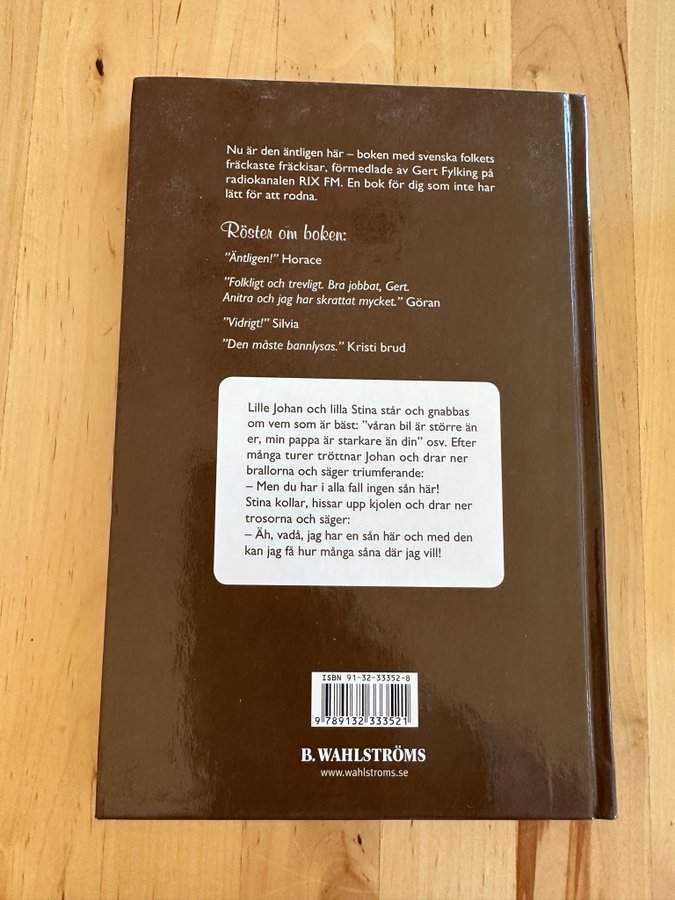 Nu är den äntligen här – boken med svenska folkets
fräckaste fräckisar, förmedlade av Gert Fylking på
radiokanalen RIX FM. En bok för dig som inte har
lätt för att rodna.
Röster om boken:
”Äntligen!” Horace
”Folkligt och trevligt. Bra jobbat, Gert.
Anitra och jag har skrattat mycket.” Göran
”Vidrigt!” Silvia
”Den måste bannlysas.” Kristi brud
Lille Johan och lilla Stina står och gnabbas
om vem som är bäst: ”våran bil är större än
er, min pappa är starkare än din” osv. Efter
många turer tröttnar Johan och drar ner
brallorna och säger triumferande:
– Men du har i alla fall ingen sån här!
Stina kollar, hissar upp kjolen och drar ner
trosorna och säger:
– Äh, vadå, jag har en sån här och med den
kan jag få hur många såna där jag vill!
ISBN 91-32-33352-8
9 789132 333521
B. WAHLSTRÖMS
www.wahlstroms.se